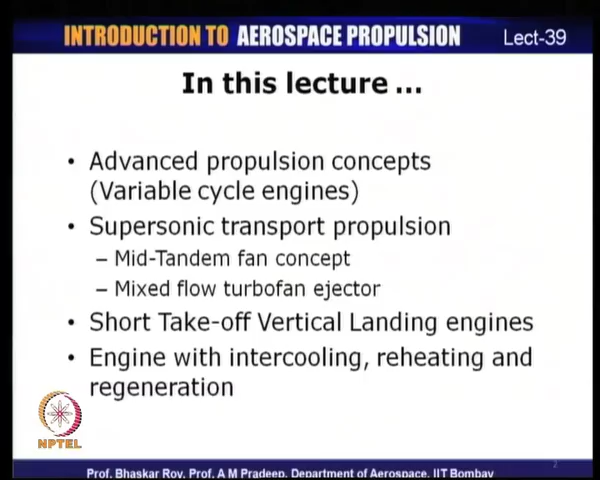 INTRODUCTION TO AEROSPACE PROPULSION Lect-39
In this lecture ...
• Advanced propulsion concepts
(Variable cycle engines)
• Supersonic transport propulsion
– Mid-Tandem fan concept
– Mixed flow turbofan ejector
• Short Take-off Vertical Landing engines
• Engine with intercooling, reheating and
regeneration
NPTEL
2
Prof. Bhaskar Roy, Prof. A M Pradeep, Department of Aerospace, IIT Bombay